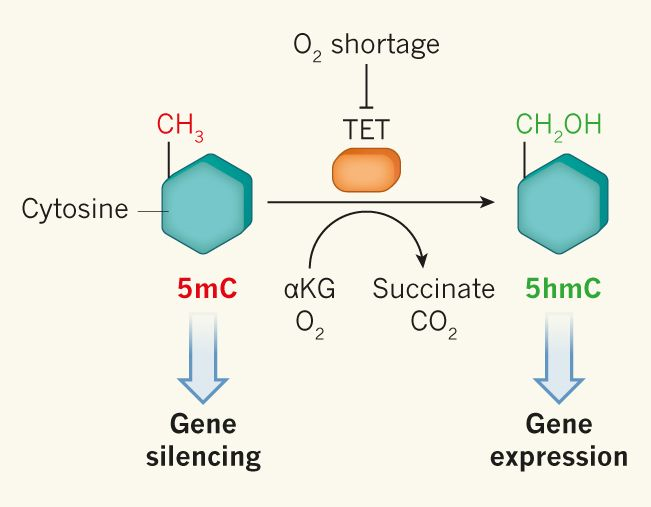 O₂ shortage
TET
CH₃
CH₂OH
Cytosine
5mC
αKG
O₂
Succinate
CO₂
5hmC
Gene
silencing
Gene
expression